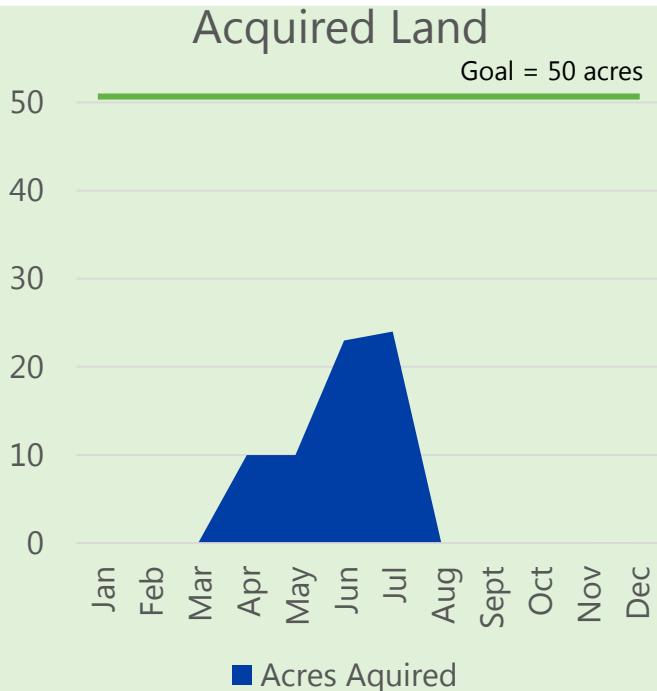 Acquired Land
Goal = 50 acres
50
40
30
20
10
0
Jan
Feb
Mar
Apr
May
Jun
Jul
Aug
Sept
Oct
Nov
Dec
Acres Aquired